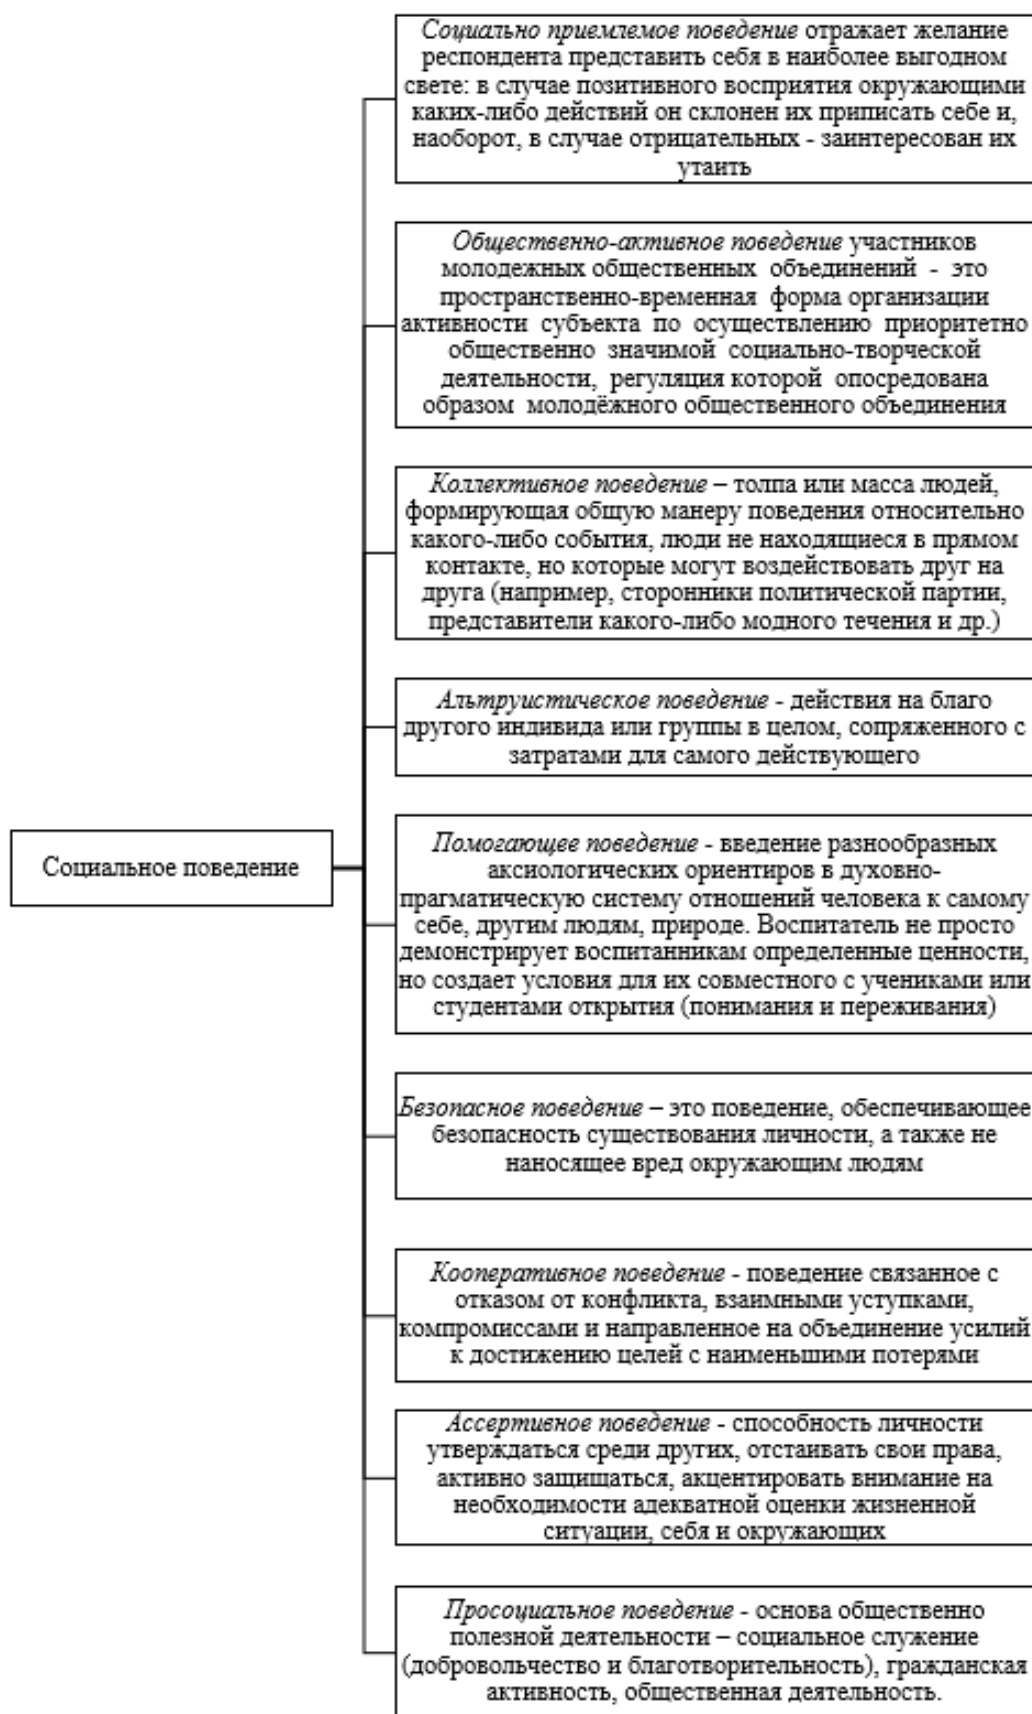 Социально приемлемое поведение отражает желание
респондента представить себя в наиболее выгодном
свете: в случае позитивного восприятия окружающими
каких-либо действий он склонен их приписать себе и,
наоборот, в случае отрицательных - заинтересован их
утаить
Общественно-активное поведение участников
молодежных общественных объединений - это
пространственно-временная форма организации
активности субъекта по осуществлению приоритетно
общественно значимой социально-творческой
деятельности, регуляция которой опосредована
образом молодёжного общественного объединения
Коллективное поведение – толпа или масса людей,
формирующая общую манеру поведения относительно
какого-либо события, люди не находящиеся в прямом
контакте, но которые могут воздействовать друг на
друга (например, сторонники политической партии,
представители какого-либо модного течения и др.)
Альтруистическое поведение - действия на благо
другого индивида или группы в целом, сопряженного с
затратами для самого действующего
Социальное поведение
Помогающее поведение - введение разнообразных
аксиологических ориентиров в духовно-
прагматическую систему отношений человека к самому
себе, другим людям, природе. Воспитатель не просто
демонстрирует воспитанникам определенные ценности,
но создает условия для их совместного с учениками или
студентами открытия (понимания и переживания)
Безопасное поведение – это поведение, обеспечивающее
безопасность существования личности, а также не
наносящее вред окружающим людям
Кооперативное поведение - поведение связанное с
отказом от конфликта, взаимными уступками,
компромиссами и направленное на объединение усилий
к достижению целей с наименьшими потерями
Ассертивное поведение - способность личности
утверждаться среди других, отстаивать свои права,
активно защищаться, акцентировать внимание на
необходимости адекватной оценки жизненной
ситуации, себя и окружающих
Просоциальное поведение - основа общественно
полезной деятельности – социальное служение
(добровольчество и благотворительность), гражданская
активность, общественная деятельность.